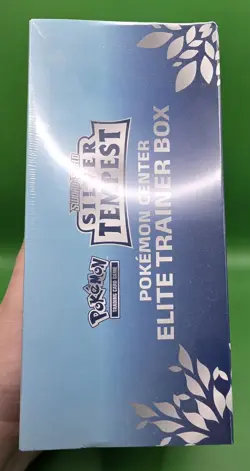 Pokémon
TRADING CARD GAME
SWORD & SHIELD
SILVER
TEMPEST
POKÉMON CENTER
ELITE TRAINER BOX